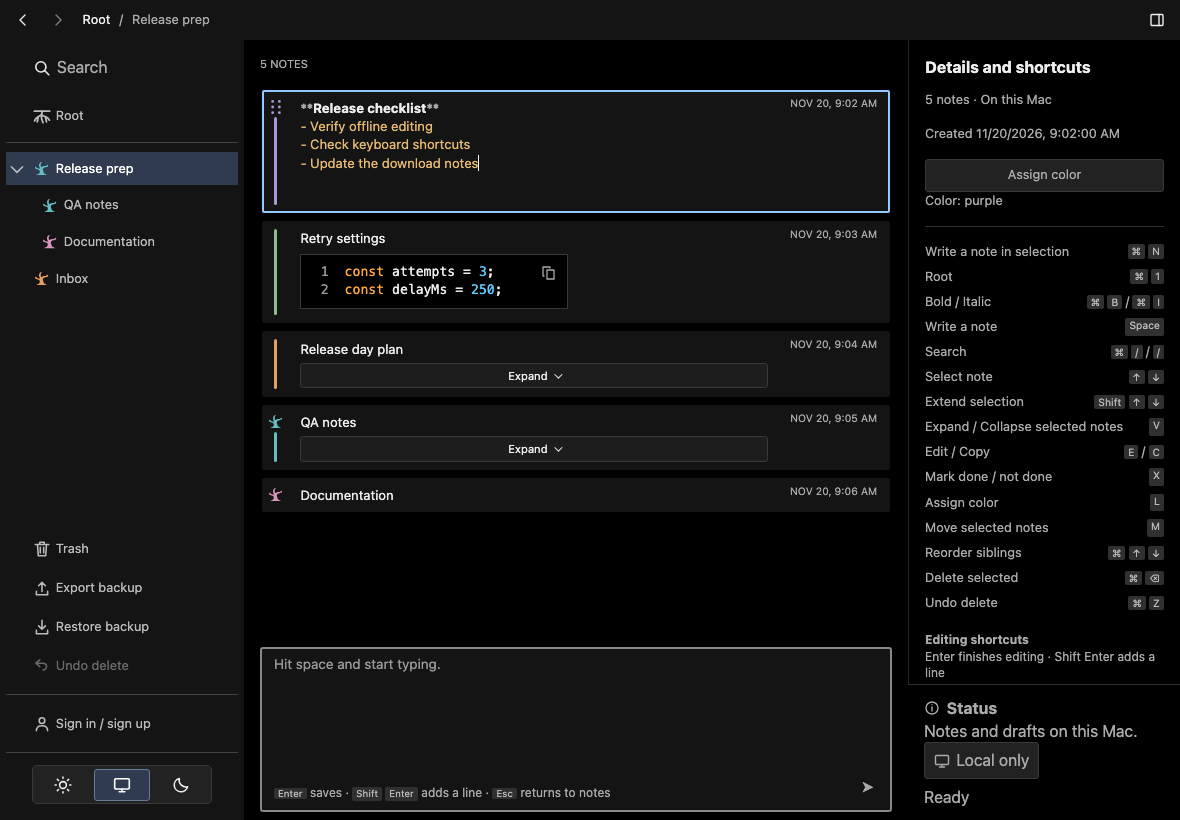 Root / Release prep
Search
Root
Release prep
QA notes
Documentation
Inbox
Trash
Export backup
Restore backup
Undo delete
Sign in / sign up
5 NOTES
**Release checklist**
NOV 20, 9:02 AM
- Verify offline editing
- Check keyboard shortcuts
- Update the download notes
Retry settings
NOV 20, 9:03 AM
1 const attempts = 3;
2 const delayMs = 250;
Release day plan
NOV 20, 9:04 AM
Expand
QA notes
NOV 20, 9:05 AM
Expand
Documentation
NOV 20, 9:06 AM
Hit space and start typing.
Enter saves · Shift Enter adds a line · Esc returns to notes
Details and shortcuts
5 notes · On this Mac
Created 11/20/2026, 9:02:00 AM
Assign color
Color: purple
Write a note in selection ⌘ N
Root ⌘ 1
Bold / Italic ⌘ B / ⌘ I
Write a note Space
Search ⌘ / / /
Select note ↑ ↓
Extend selection Shift ↑ ↓
Expand / Collapse selected notes V
Edit / Copy E / C
Mark done / not done X
Assign color L
Move selected notes M
Reorder siblings ⌘ ↑ ↓
Delete selected ⌘ ⌫
Undo delete ⌘ Z
Editing shortcuts
Enter finishes editing · Shift Enter adds a
line
Status
Notes and drafts on this Mac.
Local only
Ready